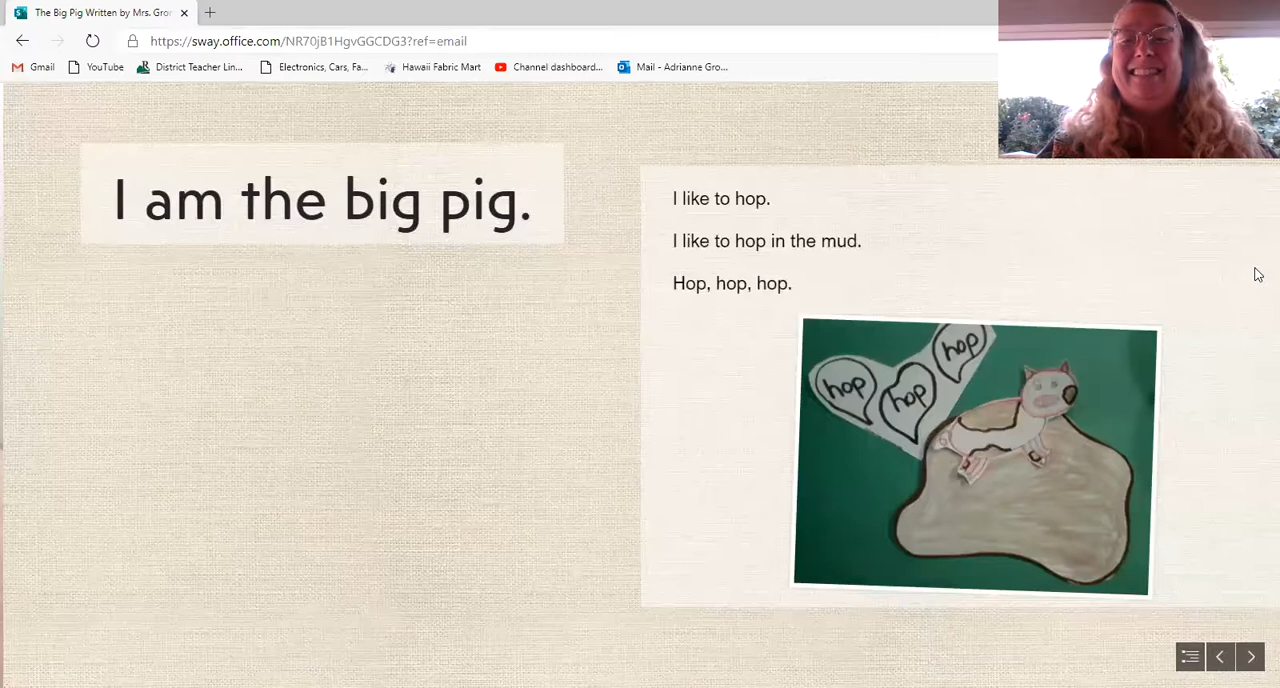 The Big Pig Written by Mrs. Gro
https://sway.office.com/NR70jB1HgvGGCDG3?ref=email
Gmail YouTube District Teacher Lin... Electronics, Cars, Fa... Hawaii Fabric Mart Channel dashboard... Mail - Adrianne Gro...
I am the big pig.
I like to hop.
I like to hop in the mud.
Hop, hop, hop.
hop
hop
hop